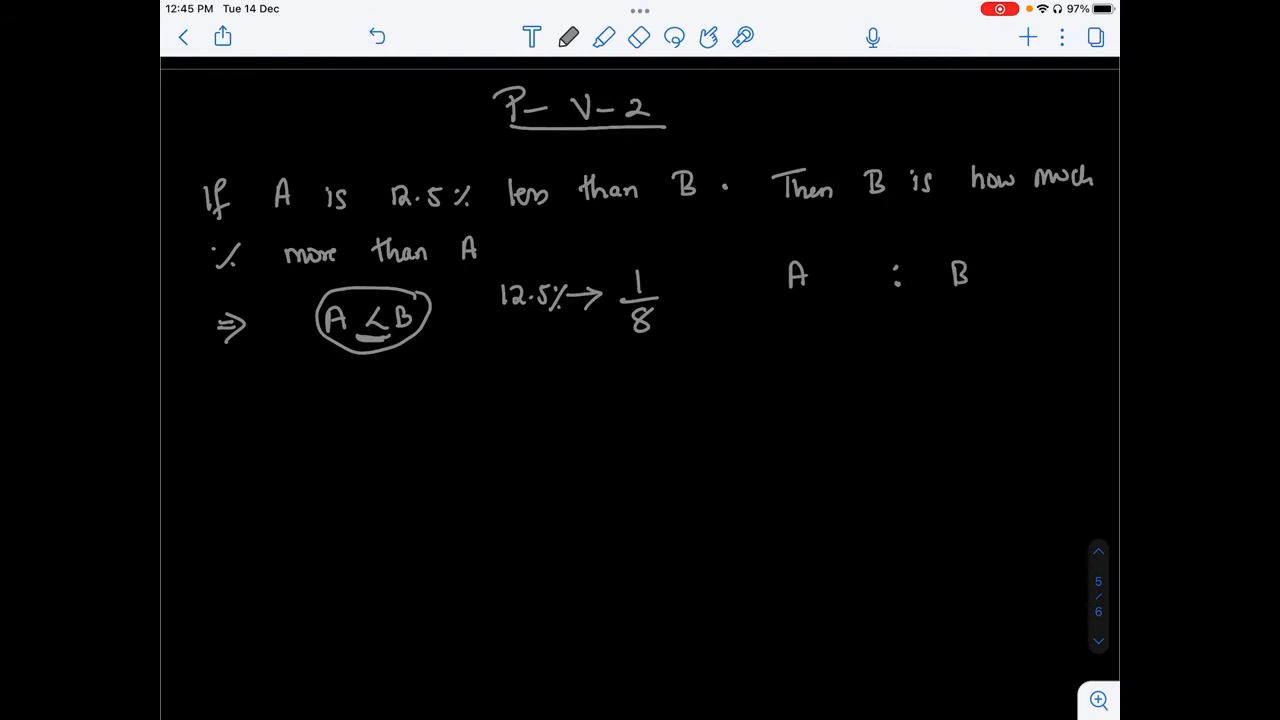 12:45 PM Tue 14 Dec
97%
T
P- V-2
If A is 12.5% less than B. Then B is how much
% more than A
A : B
⇒ A < B 12.5% → 1/8
5
/
6